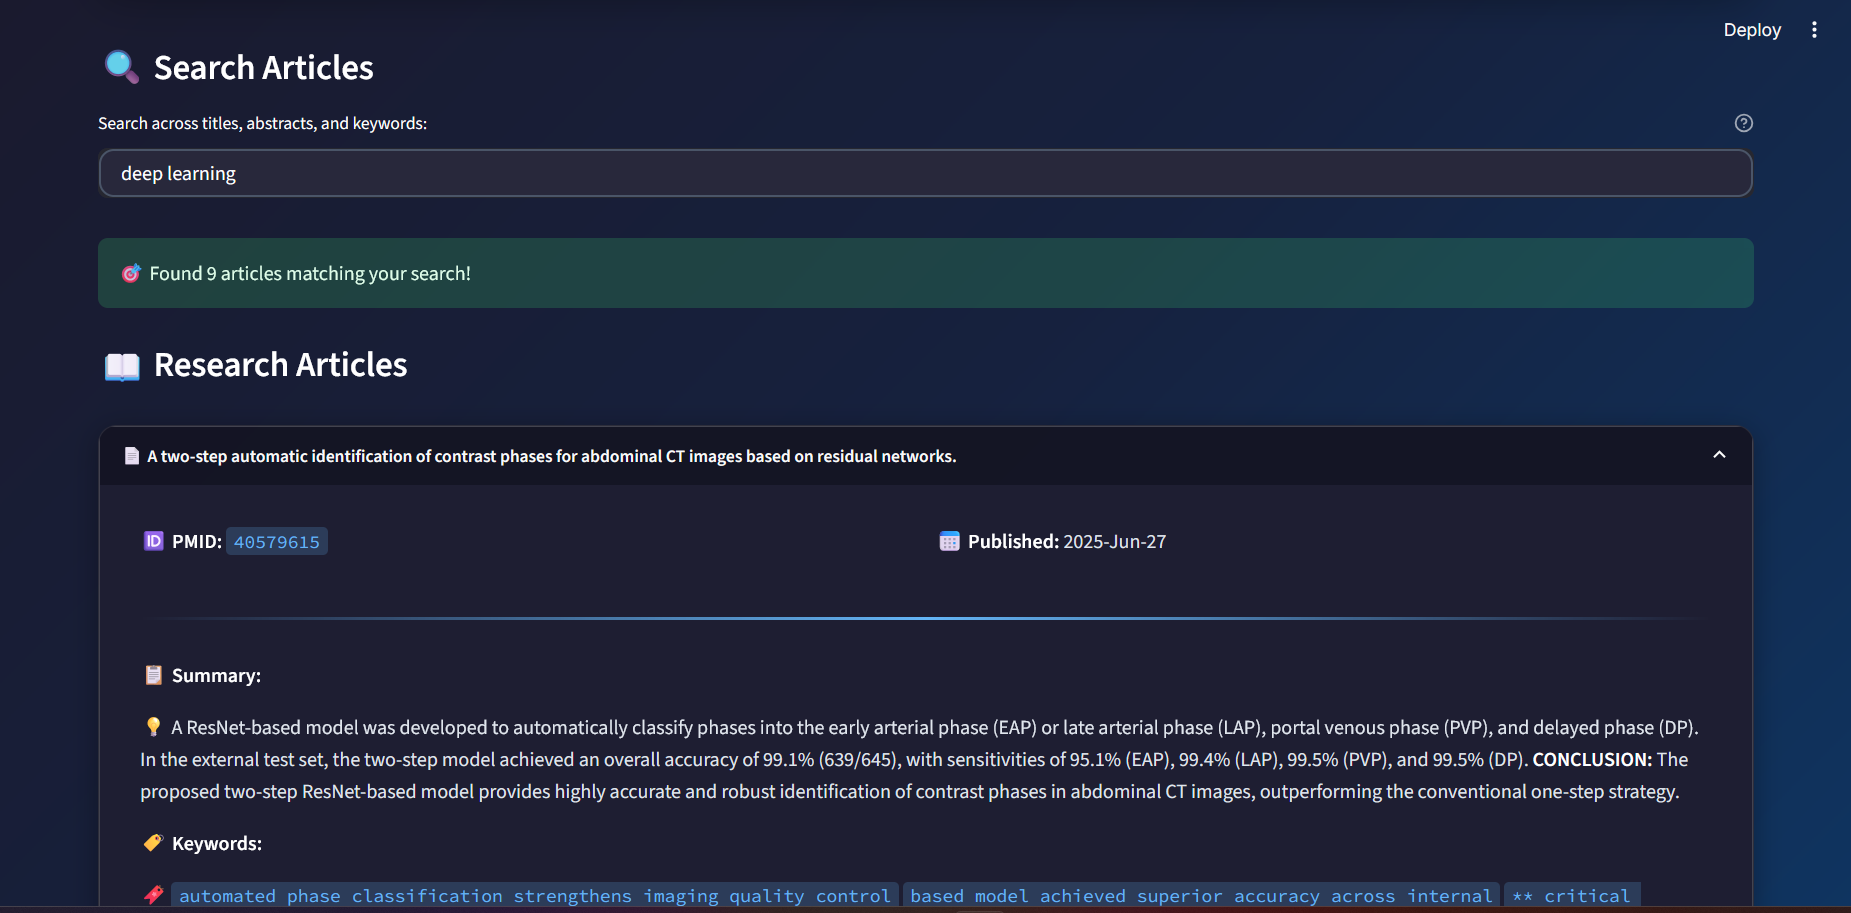 Deploy
Search Articles
Search across titles, abstracts, and keywords:
deep learning
Found 9 articles matching your search!
Research Articles
A two-step automatic identification of contrast phases for abdominal CT images based on residual networks.
ID PMID: 40579615
Published: 2025-Jun-27
Summary:
A ResNet-based model was developed to automatically classify phases into the early arterial phase (EAP) or late arterial phase (LAP), portal venous phase (PVP), and delayed phase (DP).
In the external test set, the two-step model achieved an overall accuracy of 99.1% (639/645), with sensitivities of 95.1% (EAP), 99.4% (LAP), 99.5% (PVP), and 99.5% (DP). CONCLUSION: The
proposed two-step ResNet-based model provides highly accurate and robust identification of contrast phases in abdominal CT images, outperforming the conventional one-step strategy.
Keywords:
automated phase classification strengthens imaging quality control based model achieved superior accuracy across internal ** critical